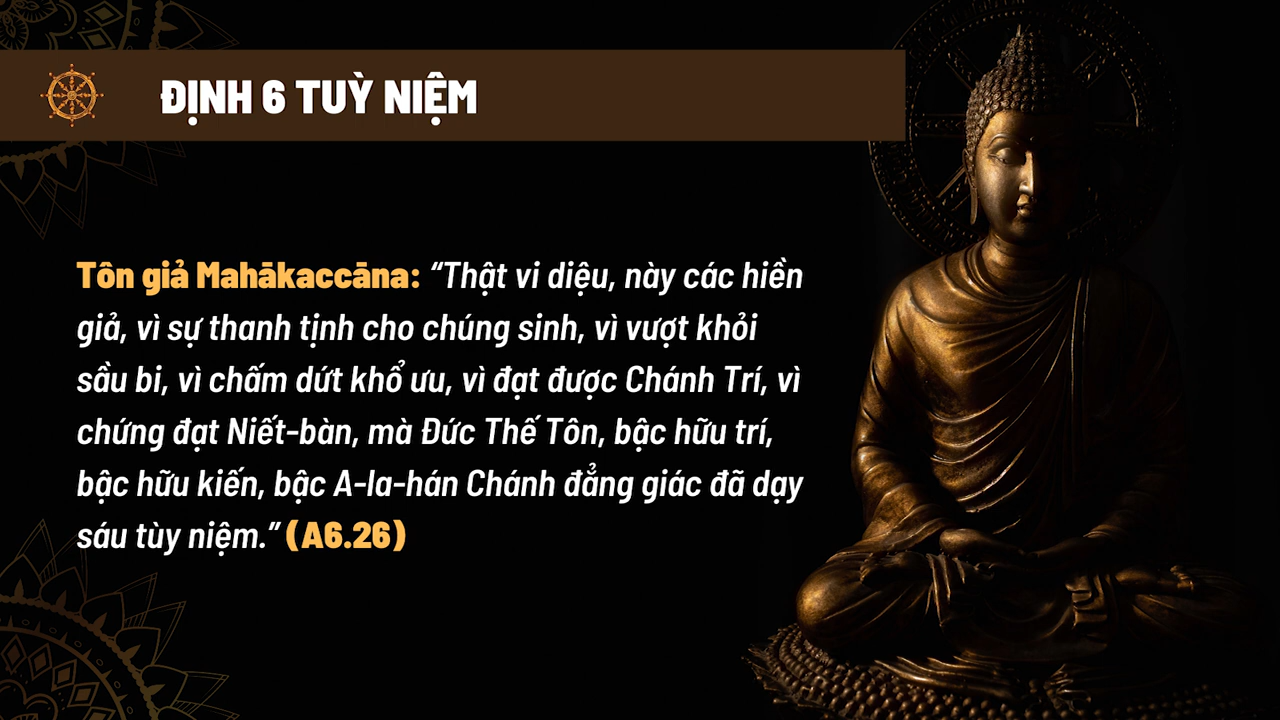 ĐỊNH 6 TUỲ NIỆM
Tôn giả Mahākaccāna: “Thật vi diệu, này các hiền
giả, vì sự thanh tịnh cho chúng sinh, vì vượt khỏi
sầu bi, vì chấm dứt khổ ưu, vì đạt được Chánh Trí, vì
chứng đạt Niết-bàn, mà Đức Thế Tôn, bậc hữu trí,
bậc hữu kiến, bậc A-la-hán Chánh đẳng giác đã dạy
sáu tùy niệm.” (A6.26)